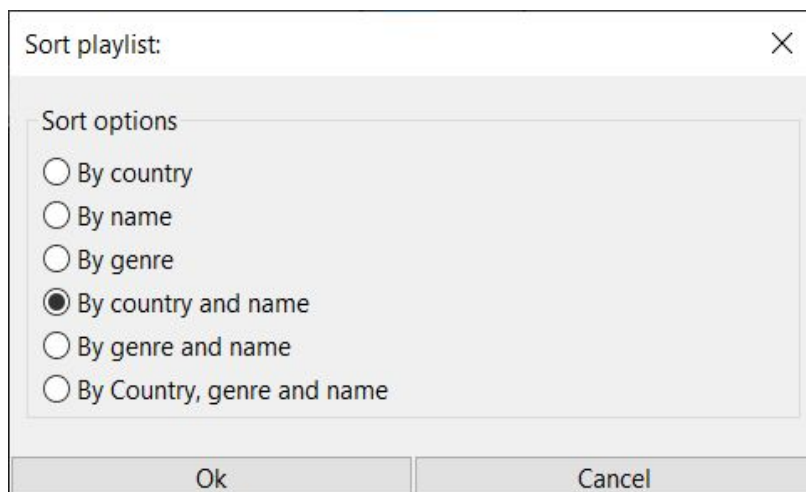 Sort playlist:
Sort options
By country
By name
By genre
By country and name
By genre and name
By Country, genre and name
Ok
Cancel